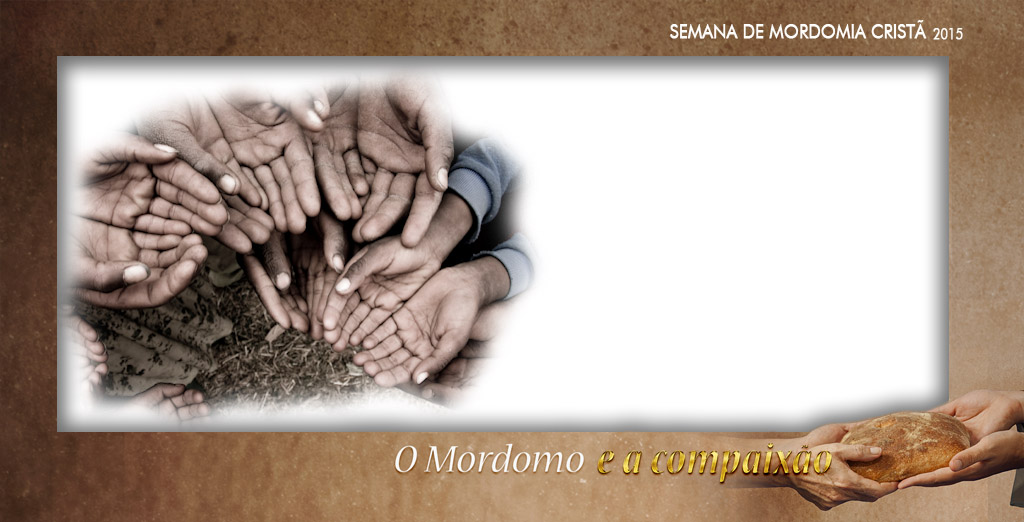 SEMANA DE MORDOMIA CRISTÃ 2015
O Mordomo e a compaixão